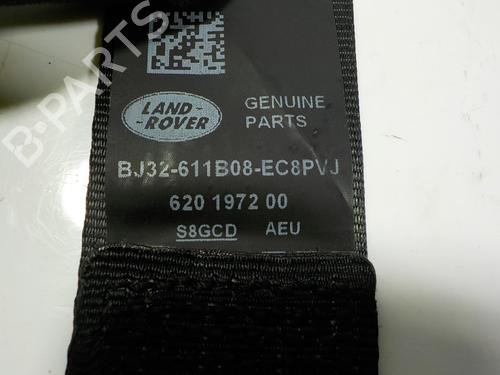 LAND-
-ROVER
GENUINE
PARTS
BJ32-611B08-EC8PVJ
620 1972 00
S8GCD AEU
B-PARTS